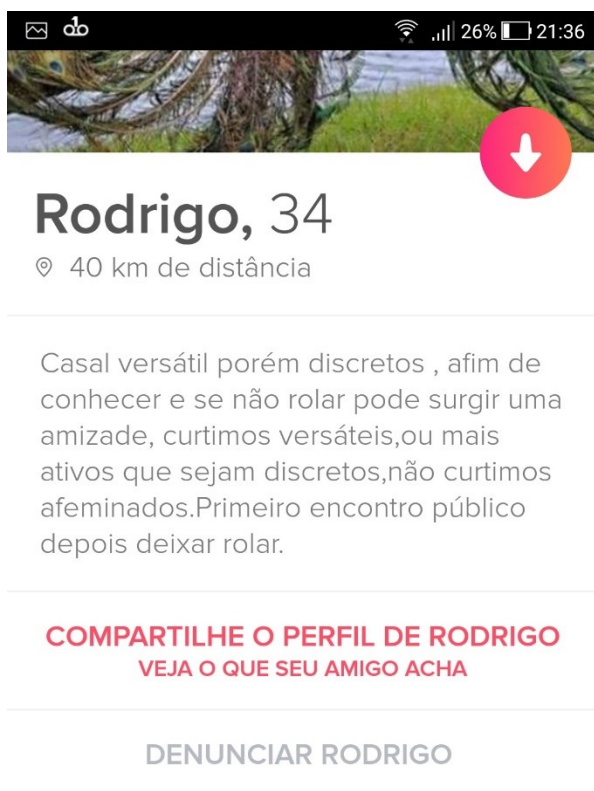 26% 21:36
Rodrigo, 34
40 km de distância
Casal versátil porém discretos , afim de
conhecer e se não rolar pode surgir uma
amizade, curtimos versáteis,ou mais
ativos que sejam discretos,não curtimos
afeminados.Primeiro encontro público
depois deixar rolar.
COMPARTILHE O PERFIL DE RODRIGO
VEJA O QUE SEU AMIGO ACHA
DENUNCIAR RODRIGO